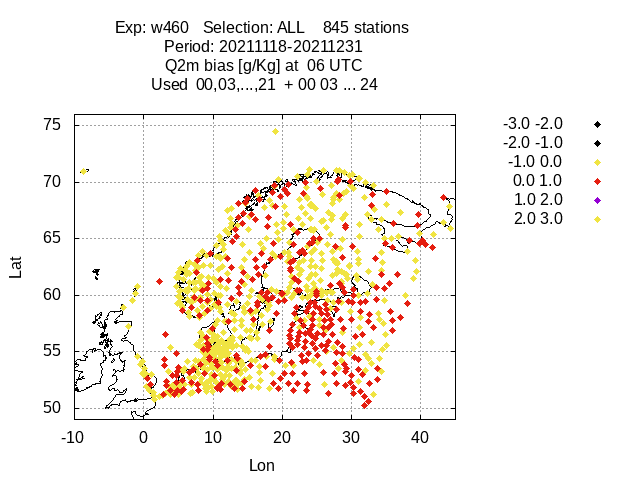 Exp: w460   Selection: ALL    845 stations
Period: 20211118-20211231
Q2m bias [g/Kg] at  06 UTC
Used  00,03,...,21  + 00 03 ... 24
-3.0 -2.0
-2.0 -1.0
-1.0 0.0
0.0 1.0
1.0 2.0
2.0 3.0
75
70
65
60
55
50
Lat
-10 0 10 20 30 40
Lon